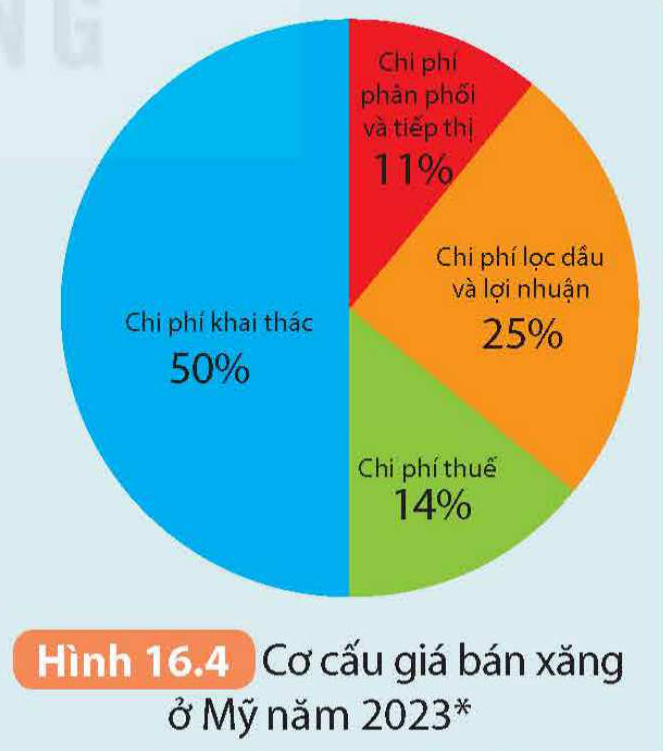 NG
Chi phí
phân phối
và tiếp thị
11%
Chi phí lọc dầu
và lợi nhuận
25%
Chi phí khai thác
50%
Chi phí thuế
14%
Hình 16.4 Cơ cấu giá bán xăng
ở Mỹ năm 2023*